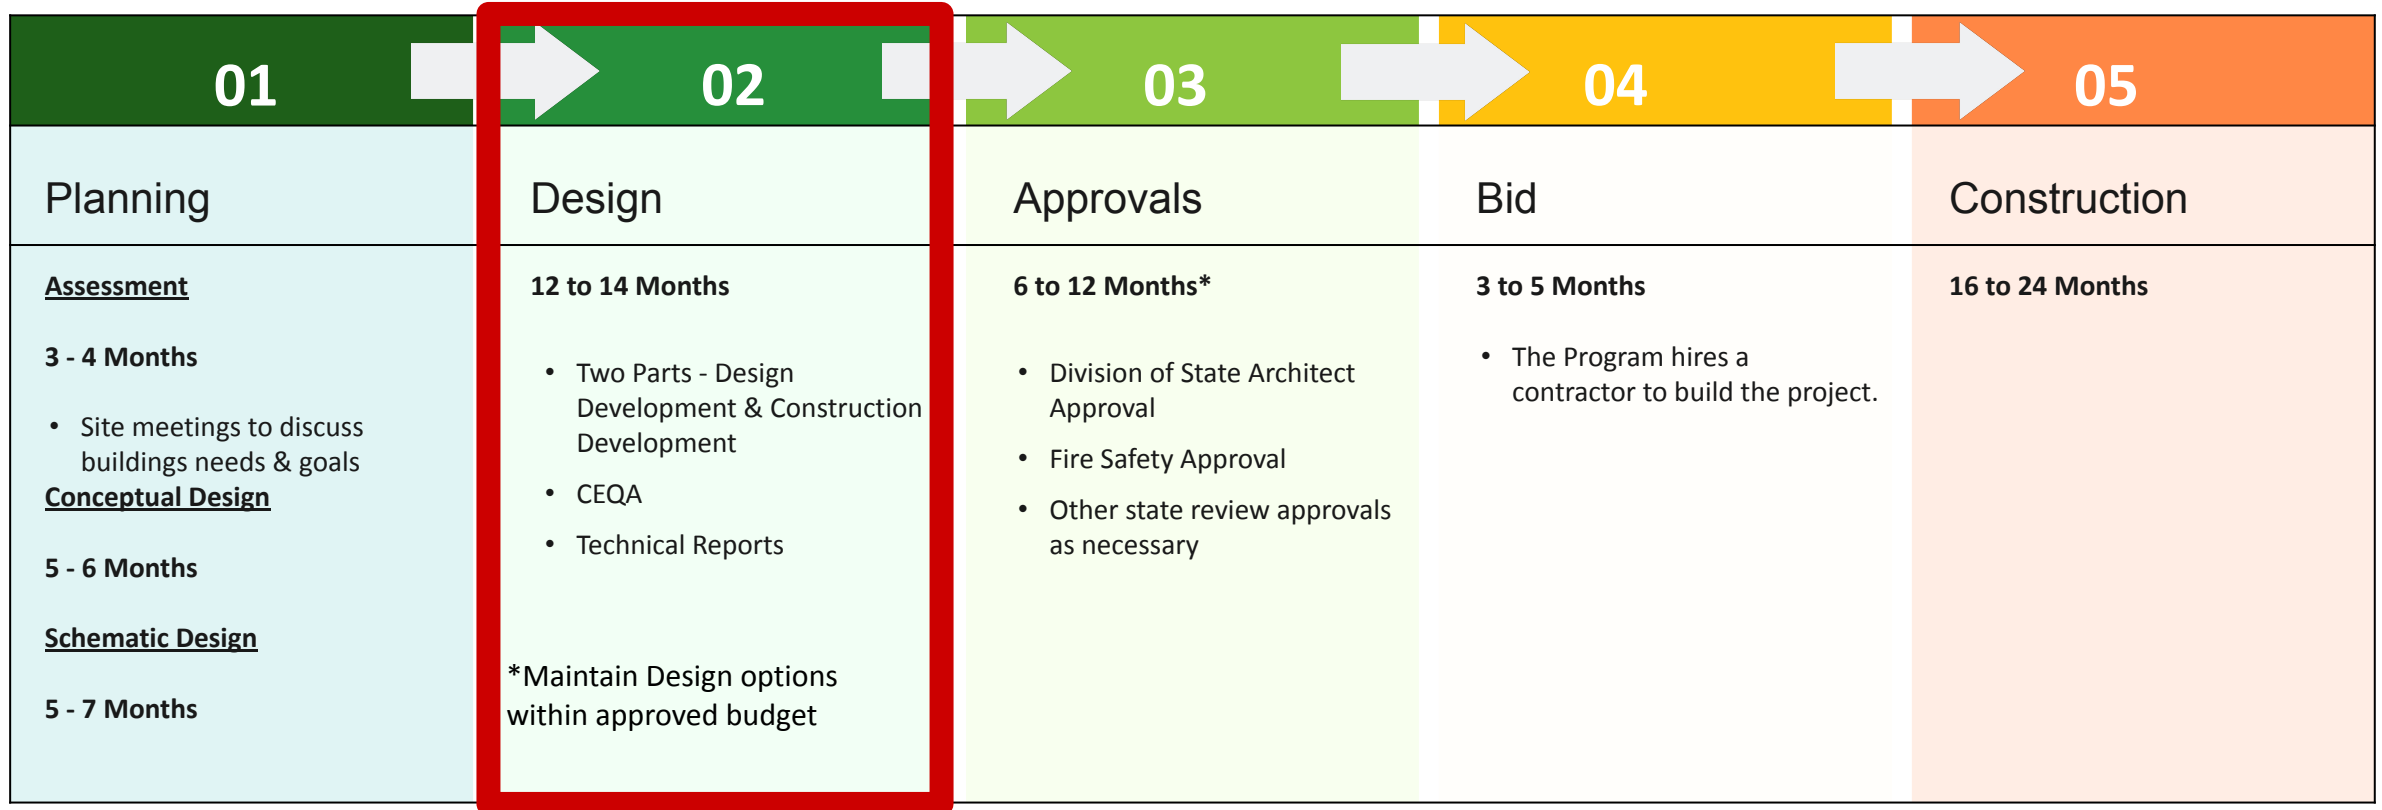 01
02
03
04
05
Planning
Design
Approvals
Bid
Construction
Assessment
3 - 4 Months
• Site meetings to discuss
buildings needs & goals
Conceptual Design
5 - 6 Months
Schematic Design
5 - 7 Months
12 to 14 Months
• Two Parts - Design
Development & Construction
Development
• CEQA
• Technical Reports
*Maintain Design options
within approved budget
6 to 12 Months*
• Division of State Architect
Approval
• Fire Safety Approval
• Other state review approvals
as necessary
3 to 5 Months
• The Program hires a
contractor to build the project.
16 to 24 Months